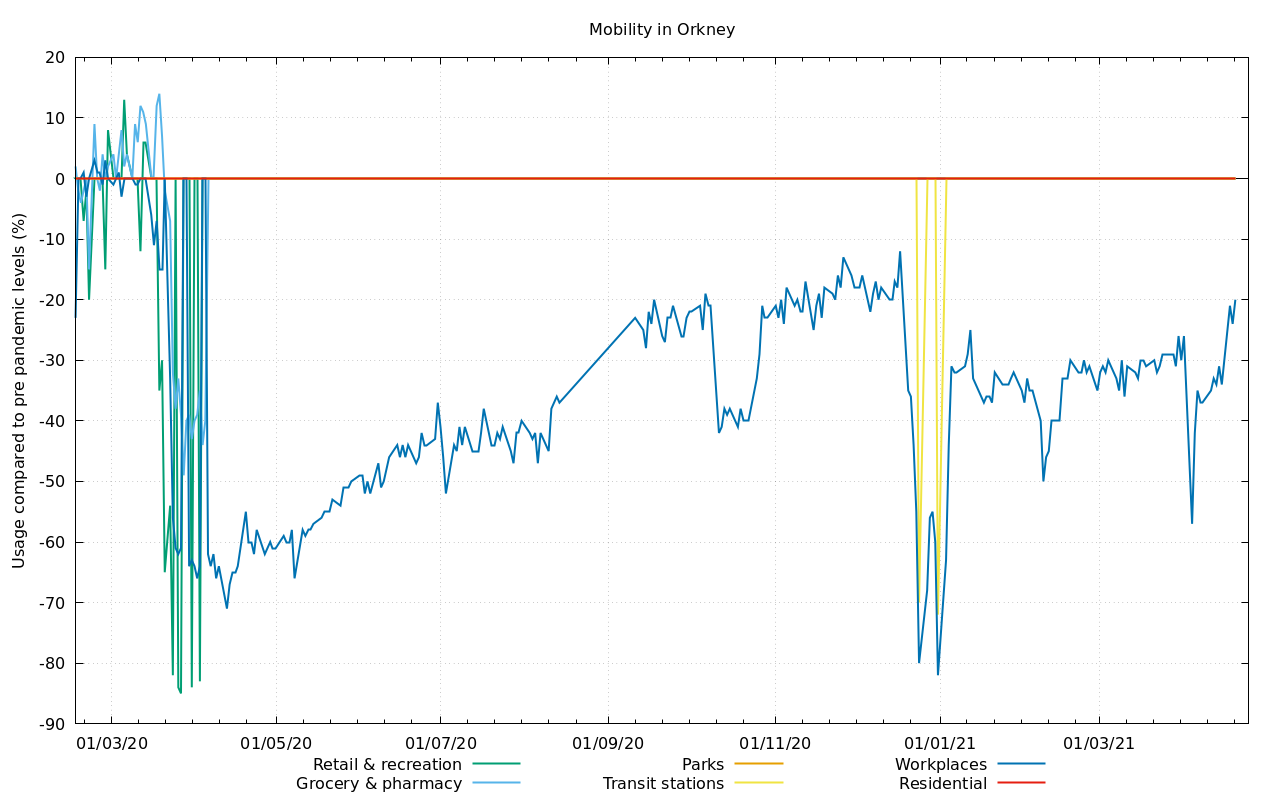 Mobility in Orkney
Usage compared to pre pandemic levels (%)
20
10
0
-10
-20
-30
-40
-50
-60
-70
-80
-90
01/03/20 01/05/20 01/07/20 01/09/20 01/11/20 01/01/21 01/03/21
Retail & recreation Parks Workplaces
Grocery & pharmacy Transit stations Residential